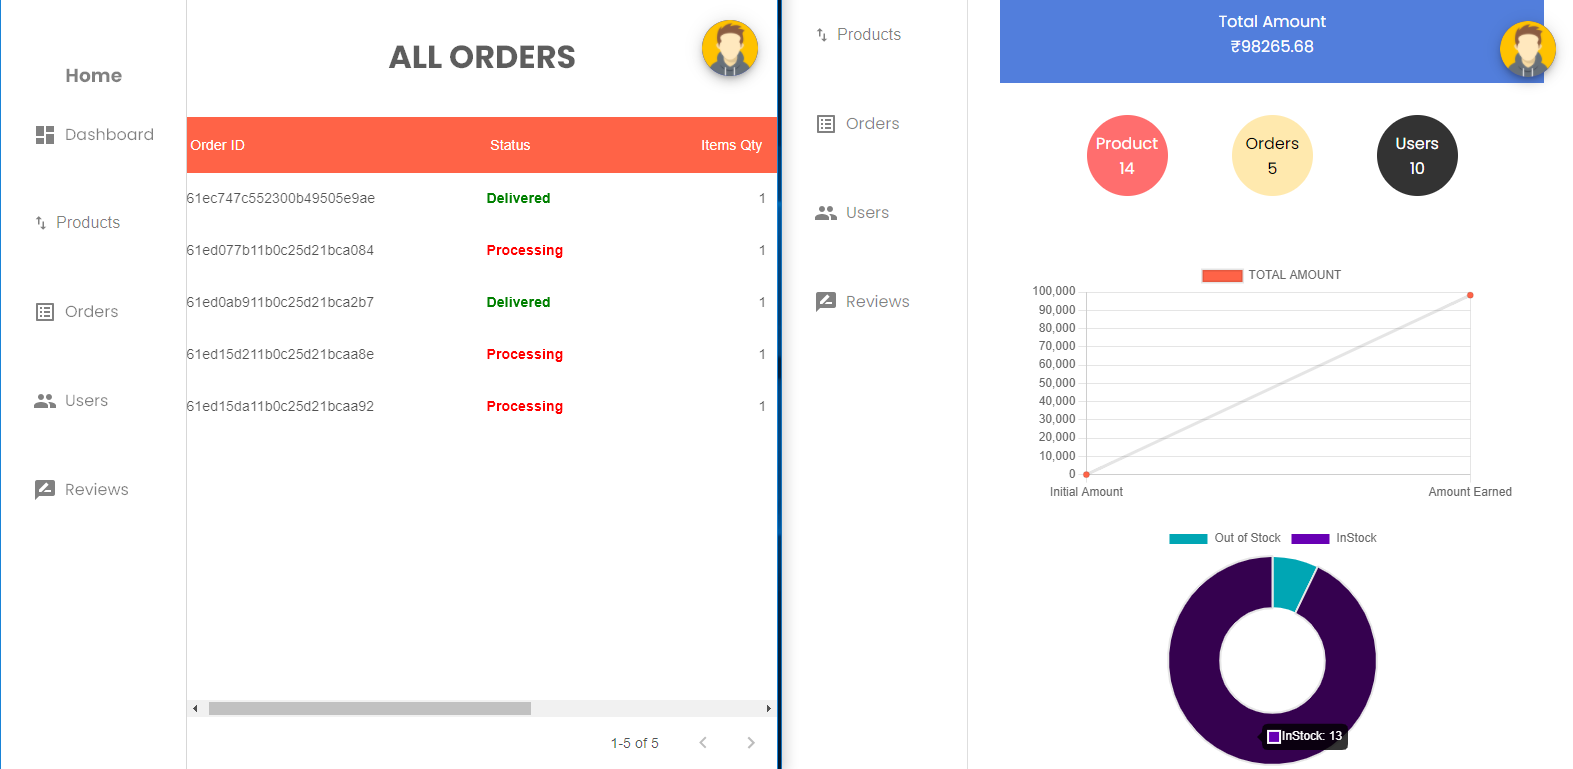 Home
Dashboard
Products
Orders
Users
Reviews
ALL ORDERS
Order ID Status Items Qty
61ec747c552300b49505e9ae Delivered 1
61ed077b11b0c25d21bca084 Processing 1
61ed0ab911b0c25d21bca2b7 Delivered 1
61ed15d211b0c25d21bcaa8e Processing 1
61ed15da11b0c25d21bcaa92 Processing 1
1-5 of 5
Products
Orders
Users
Reviews
Total Amount
₹98265.68
Product
14
Orders
5
Users
10
TOTAL AMOUNT
100,000
90,000
80,000
70,000
60,000
50,000
40,000
30,000
20,000
10,000
0
Initial Amount Amount Earned
Out of Stock InStock
InStock: 13